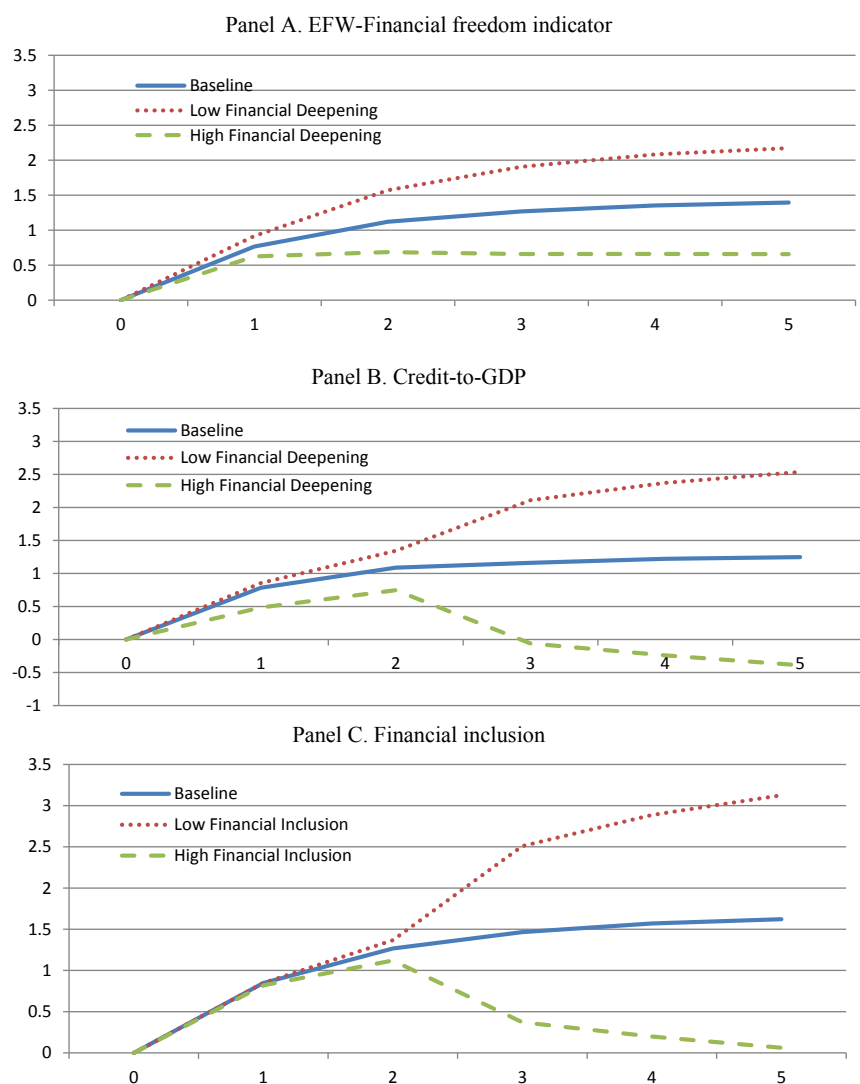 Panel A. EFW-Financial freedom indicator
3.5
3
2.5
2
1.5
1
0.5
0
Baseline
Low Financial Deepening
High Financial Deepening
0 1 2 3 4 5
Panel B. Credit-to-GDP
3.5
3
2.5
2
1.5
1
0.5
0
-0.5
-1
Baseline
Low Financial Deepening
High Financial Deepening
0 1 2 3 4 5
Panel C. Financial inclusion
3.5
3
2.5
2
1.5
1
0.5
0
Baseline
Low Financial Inclusion
High Financial Inclusion
0 1 2 3 4 5